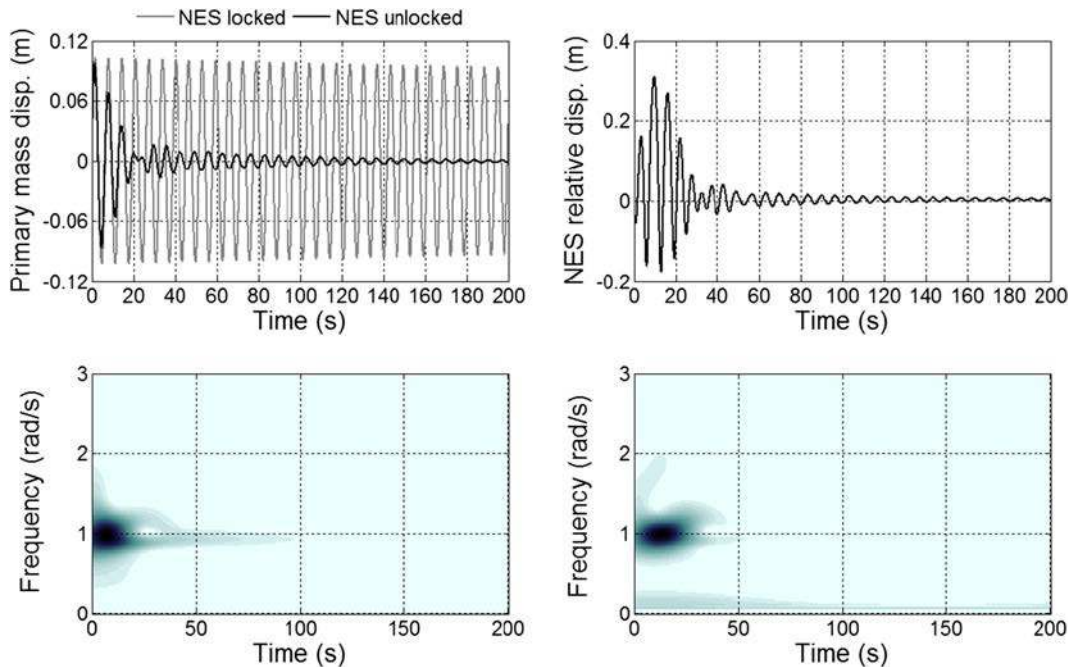 NES locked NES unlocked
Primary mass disp. (m)
0.12
0.06
0
-0.06
-0.12
0 20 40 60 80 100 120 140 160 180 200
Time (s)
NES relative disp. (m)
0.4
0.2
0
-0.2
0 20 40 60 80 100 120 140 160 180 200
Time (s)
Frequency (rad/s)
3
2
1
0
0 50 100 150 200
Time (s)
Frequency (rad/s)
3
2
1
0
0 50 100 150 200
Time (s)